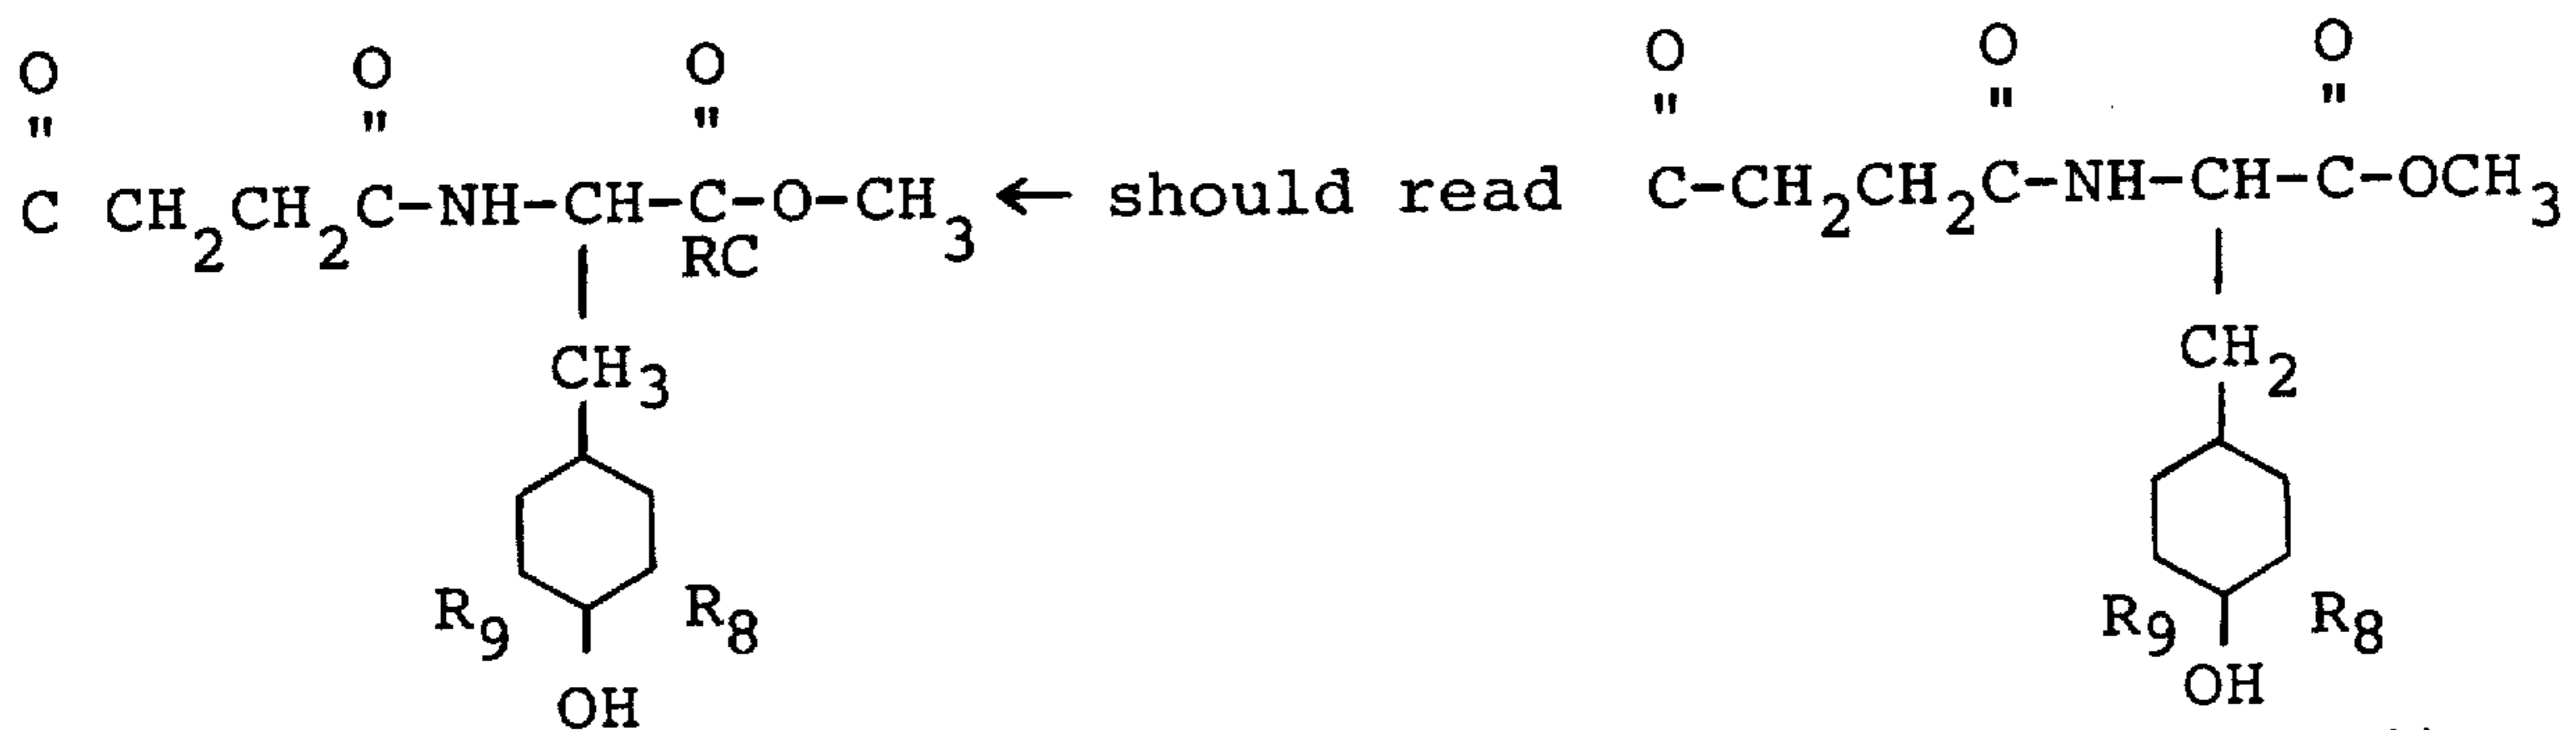 O O O O O O
" " " " " "
C CH2CH2C-NH-CH-C-O-CH3 ← should read C-CH2CH2C-NH-CH-C-OCH3
RC
CH3 CH2
R9 R8 R9 R8
OH OH